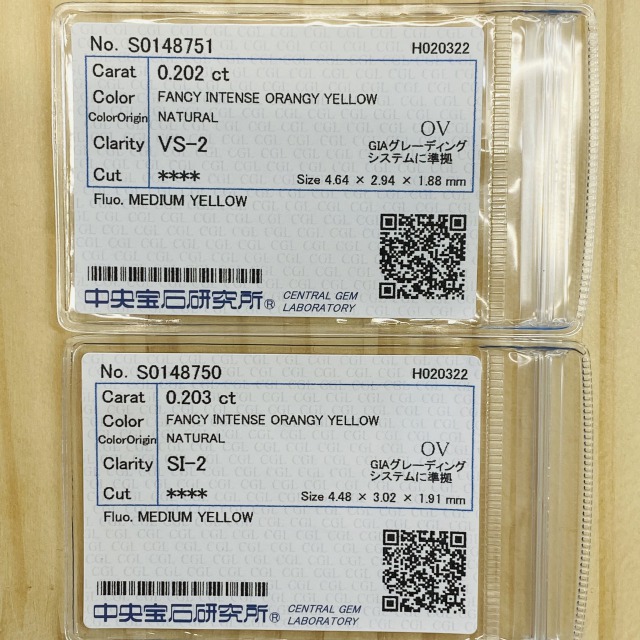 No. S0148751 H020322
Carat 0.202 ct
Color FANCY INTENSE ORANGY YELLOW
ColorOrigin NATURAL
OV
Clarity VS-2 GIAグレーディング
システムに準拠
Cut **** Size 4.64 × 2.94 × 1.88 mm
Fluo. MEDIUM YELLOW
中央宝石研究所® CENTRAL GEM
LABORATORY
No. S0148750 H020322
Carat 0.203 ct
Color FANCY INTENSE ORANGY YELLOW
ColorOrigin NATURAL
OV
Clarity SI-2 GIAグレーディング
システムに準拠
Cut **** Size 4.48 × 3.02 × 1.91 mm
Fluo. MEDIUM YELLOW
中央宝石研究所® CENTRAL GEM
LABORATORY